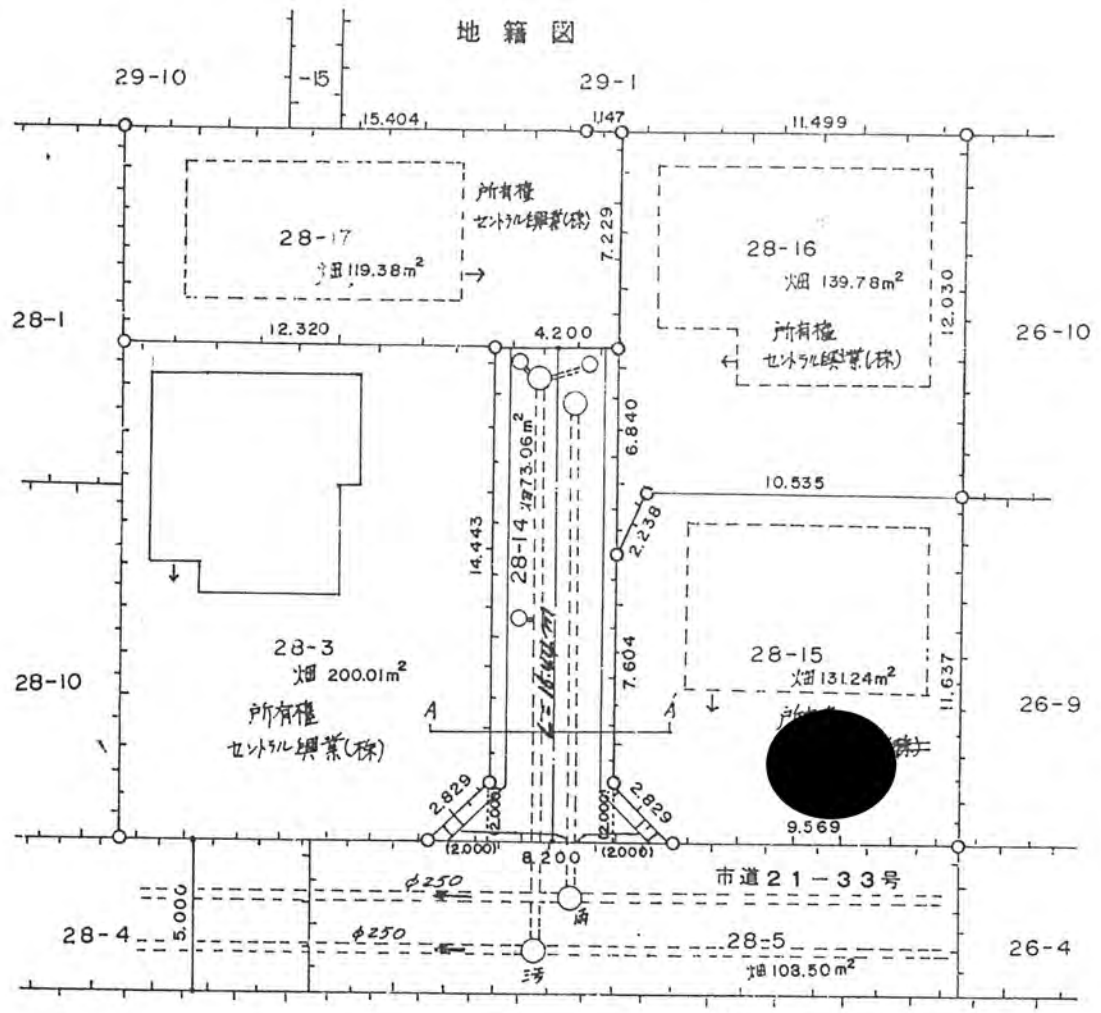 地籍図
29-10
-15
29-1
15.404
1.147
11.499
所有権
セントラル興業(株)
28-17
畑 119.38m²
7.229
28-16
畑 139.78m²
12.030
28-1
12.320
4.200
所有権
セントラル興業(株)
26-10
6.840
28-14 畑 73.06m²
10.535
2.238
14.443
28-3
畑 200.01m²
7.604
28-15
畑 131.24m²
11.637
28-10
所有権
セントラル興業(株)
A
A
26-9
2.829
(2.000)
(2.000)
2.829
9.569
(2.000)
8.200
(2.000)
市道21-33号
φ250
5.000
28-4
φ250
28-5
26-4
畑 108.50m²